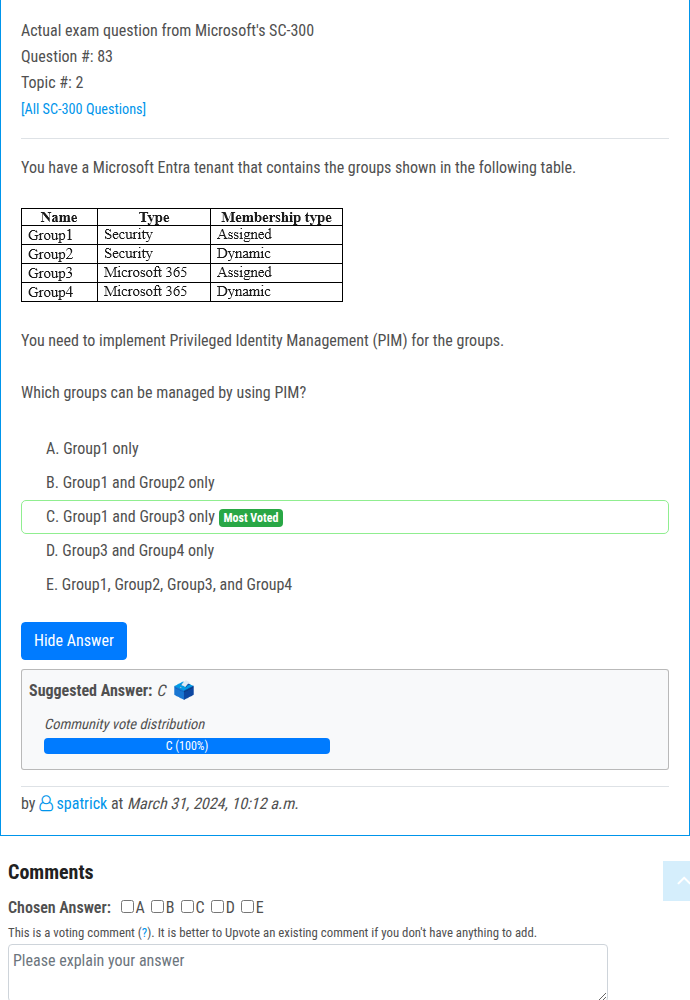 Actual exam question from Microsoft's SC-300
Question #: 83
Topic #: 2
[All SC-300 Questions]
You have a Microsoft Entra tenant that contains the groups shown in the following table.
Name Type Membership type
Group1 Security Assigned
Group2 Security Dynamic
Group3 Microsoft 365 Assigned
Group4 Microsoft 365 Dynamic
You need to implement Privileged Identity Management (PIM) for the groups.
Which groups can be managed by using PIM?
A. Group1 only
B. Group1 and Group2 only
C. Group1 and Group3 only Most Voted
D. Group3 and Group4 only
E. Group1, Group2, Group3, and Group4
Hide Answer
Suggested Answer: C
Community vote distribution
C (100%)
by spatrick at March 31, 2024, 10:12 a.m.
Comments
Chosen Answer: A B C D E
This is a voting comment (?). It is better to Upvote an existing comment if you don't have anything to add.
Please explain your answer